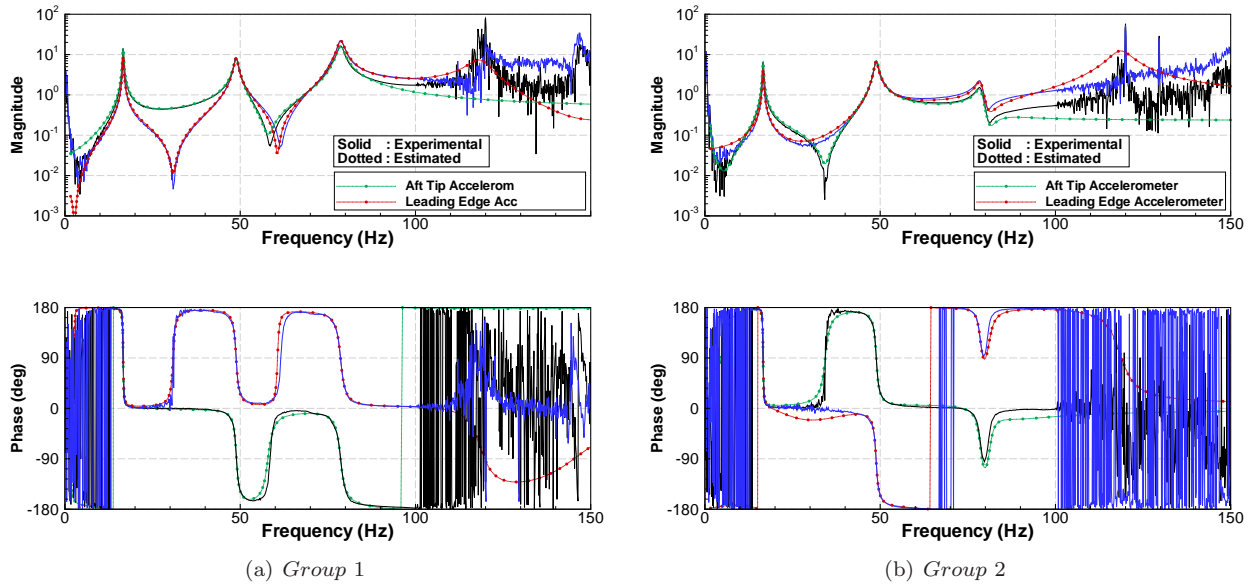 10^2
10^1
10^0
10^-1
10^-2
10^-3
Magnitude
Solid : Experimental
Dotted : Estimated
Aft Tip Accelerom
Leading Edge Acc
0 50 100 150
Frequency (Hz)
10^2
10^1
10^0
10^-1
10^-2
10^-3
Magnitude
Solid : Experimental
Dotted : Estimated
Aft Tip Accelerometer
Leading Edge Accelerometer
0 50 100 150
Frequency (Hz)
180
90
0
-90
-180
Phase (deg)
0 50 100 150
Frequency (Hz)
180
90
0
-90
-180
Phase (deg)
0 50 100 150
Frequency (Hz)
(a) Group 1
(b) Group 2